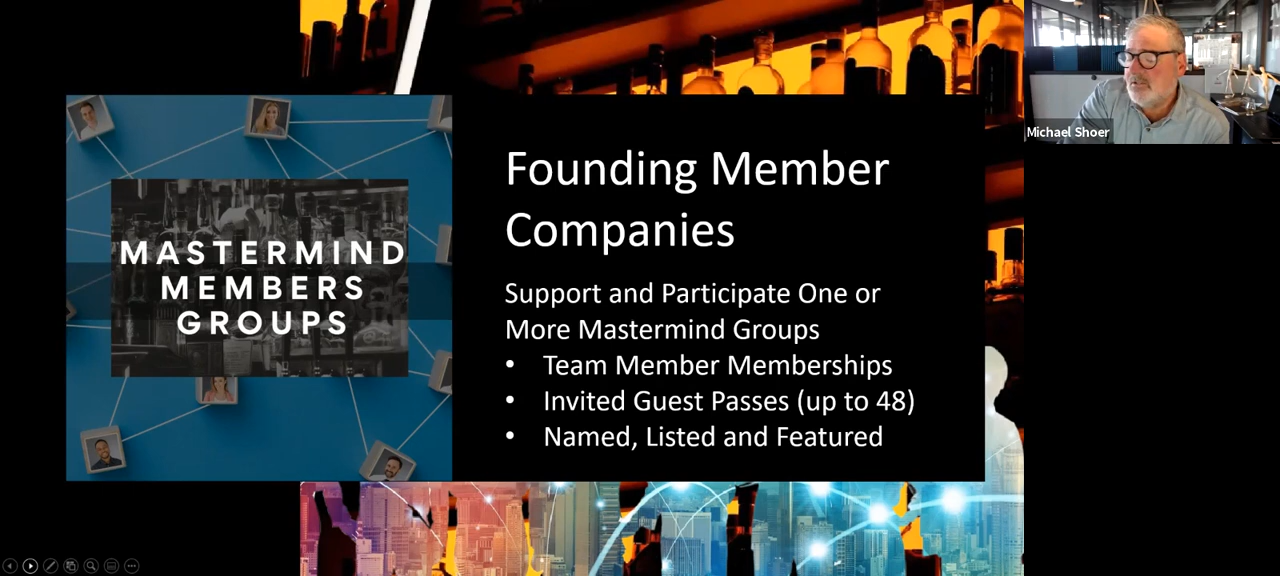 MASTERMIND
MEMBERS
GROUPS
Founding Member
Companies
Support and Participate One or
More Mastermind Groups
• Team Member Memberships
• Invited Guest Passes (up to 48)
• Named, Listed and Featured
Michael Shoer